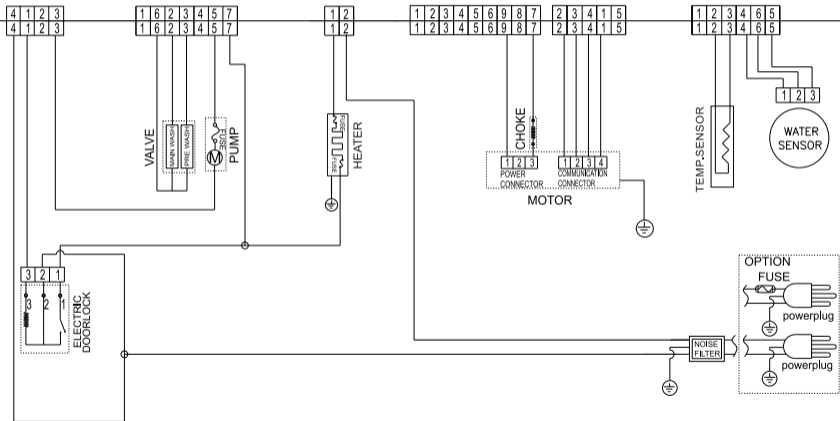 4 1 2 3
4 1 2 3
1 6 2 3 4 5 7
1 6 2 3 4 5 7
1 2
1 2
1 2 3 4 5 6 9 8 7
1 2 3 4 5 6 9 8 7
2 3 4 1 5
2 3 4 1 5
1 2 3 4 6 5
1 2 3 4 6 5
VALVE
MAIN WASH
PRE WASH
FUSE
M
PUMP
FUSE
FUSE
HEATER
CHOKE
1 2 3
POWER
CONNECTOR
1 2 3 4
COMMUNICATION
CONNECTOR
MOTOR
TEMP.SENSOR
1 2 3
WATER
SENSOR
3 2 1
3 2 1
ELECTRIC
DOORLOCK
NOISE
FILTER
OPTION
FUSE
powerplug
powerplug